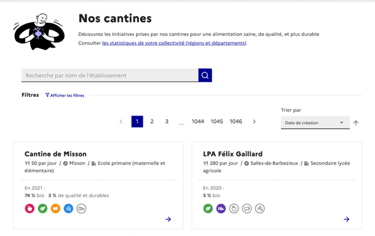 Nos cantines
Découvrez les initiatives prises par nos cantines pour une alimentation saine, de qualité, et plus durable
Consulter les statistiques de votre collectivité (régions et départements)
Recherche par nom de l'établissement
Filtres Afficher les filtres
Trier par
1 2 3 ... 1044 1045 1046
Date de création
Cantine de Misson
50 par jour / Misson / Ecole primaire (maternelle et
élémentaire)
En 2021 :
74 % bio 3 % de qualité et durables
LPA Félix Gaillard
280 par jour / Salles-de-Barbezieux / Secondaire lycée
agricole
En 2020 :
3 % bio